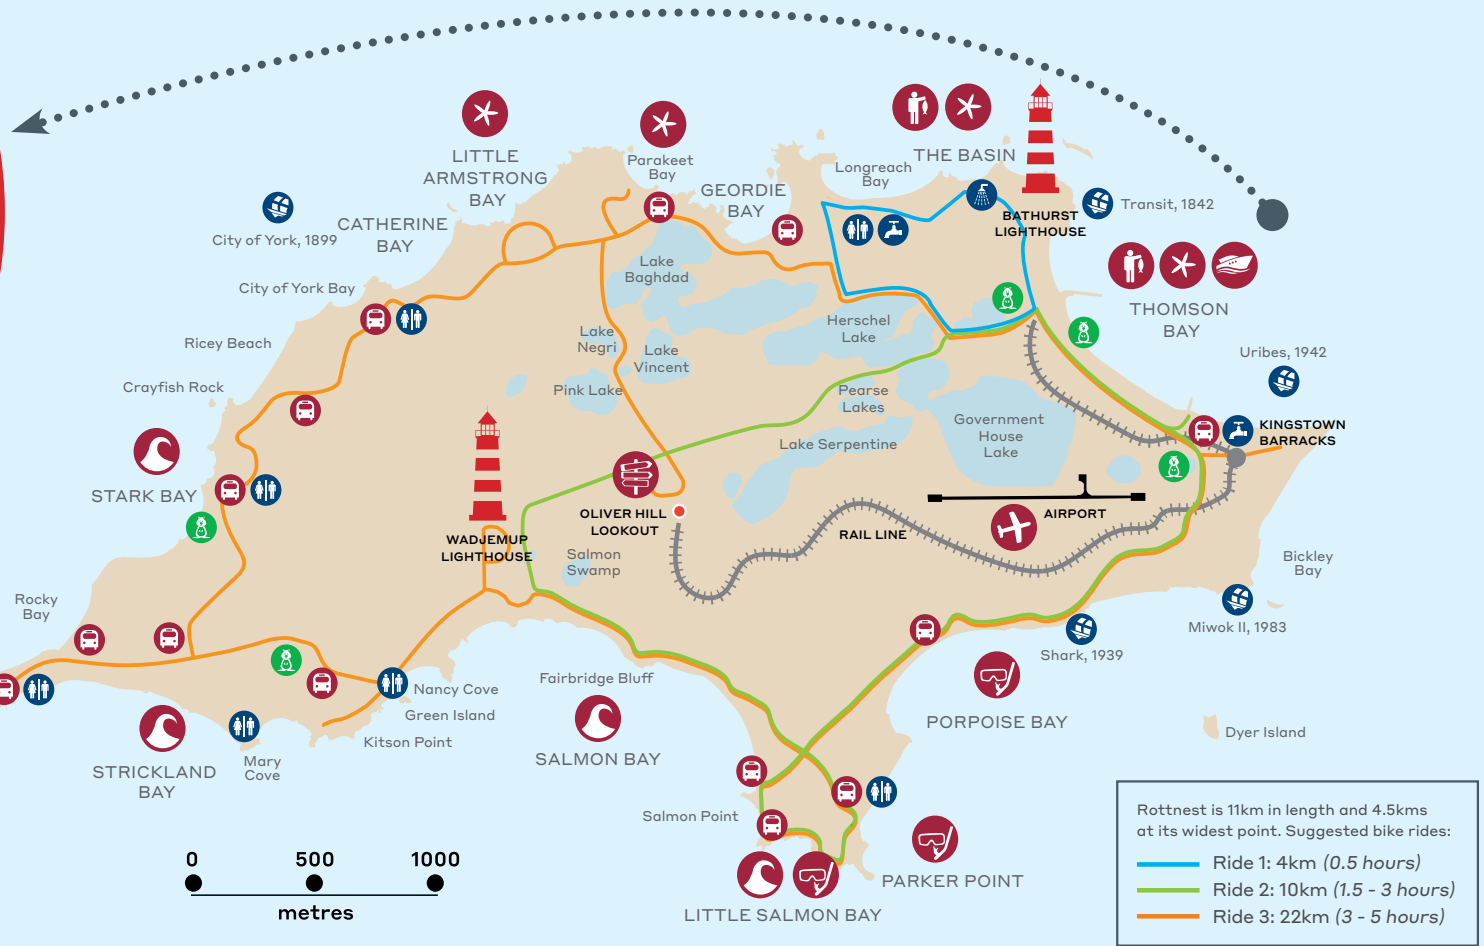 LITTLE
ARMSTRONG
BAY
Parakeet
Bay
GEORDIE
BAY
Longreach
Bay
THE BASIN
BATHURST
LIGHTHOUSE
Transit, 1842
THOMSON
BAY
City of York, 1899
CATHERINE
BAY
City of York Bay
Ricey Beach
Crayfish Rock
STARK BAY
Lake
Baghdad
Lake
Negri
Lake
Vincent
Pink Lake
Herschel
Lake
Pearse
Lakes
Lake Serpentine
Government
House
Lake
Uribes, 1942
KINGSTOWN
BARRACKS
OLIVER HILL
LOOKOUT
WADJEMUP
LIGHTHOUSE
Salmon
Swamp
RAIL LINE
AIRPORT
Bickley
Bay
Miwok II, 1983
Shark, 1939
Rocky
Bay
Nancy Cove
Green Island
Kitson Point
Fairbridge Bluff
SALMON BAY
PORPOISE BAY
Dyer Island
STRICKLAND
BAY
Mary
Cove
Salmon Point
LITTLE SALMON BAY
PARKER POINT
0 500 1000
metres
Rottnest is 11km in length and 4.5kms
at its widest point. Suggested bike rides:
Ride 1: 4km (0.5 hours)
Ride 2: 10km (1.5 - 3 hours)
Ride 3: 22km (3 - 5 hours)